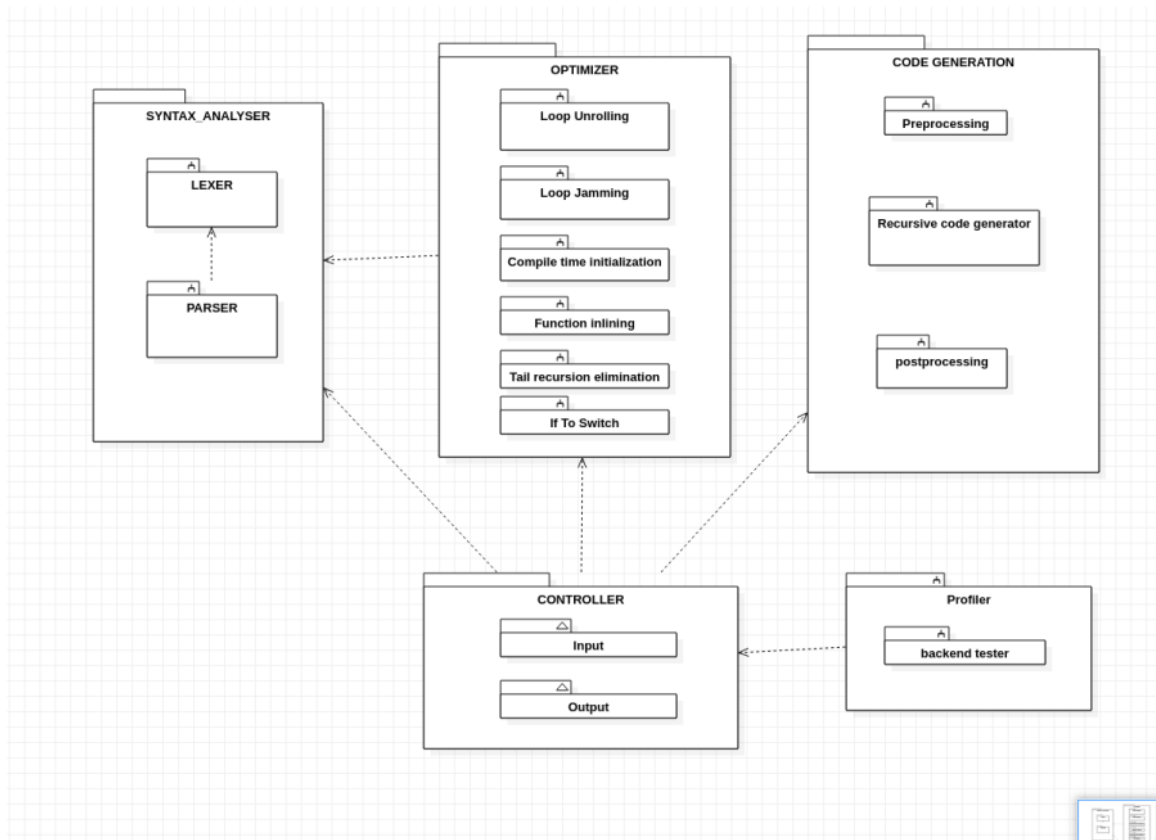 SYNTAX_ANALYSER
LEXER
PARSER
OPTIMIZER
Loop Unrolling
Loop Jamming
Compile time initialization
Function inlining
Tail recursion elimination
If To Switch
CODE GENERATION
Preprocessing
Recursive code generator
postprocessing
CONTROLLER
Input
Output
Profiler
backend tester